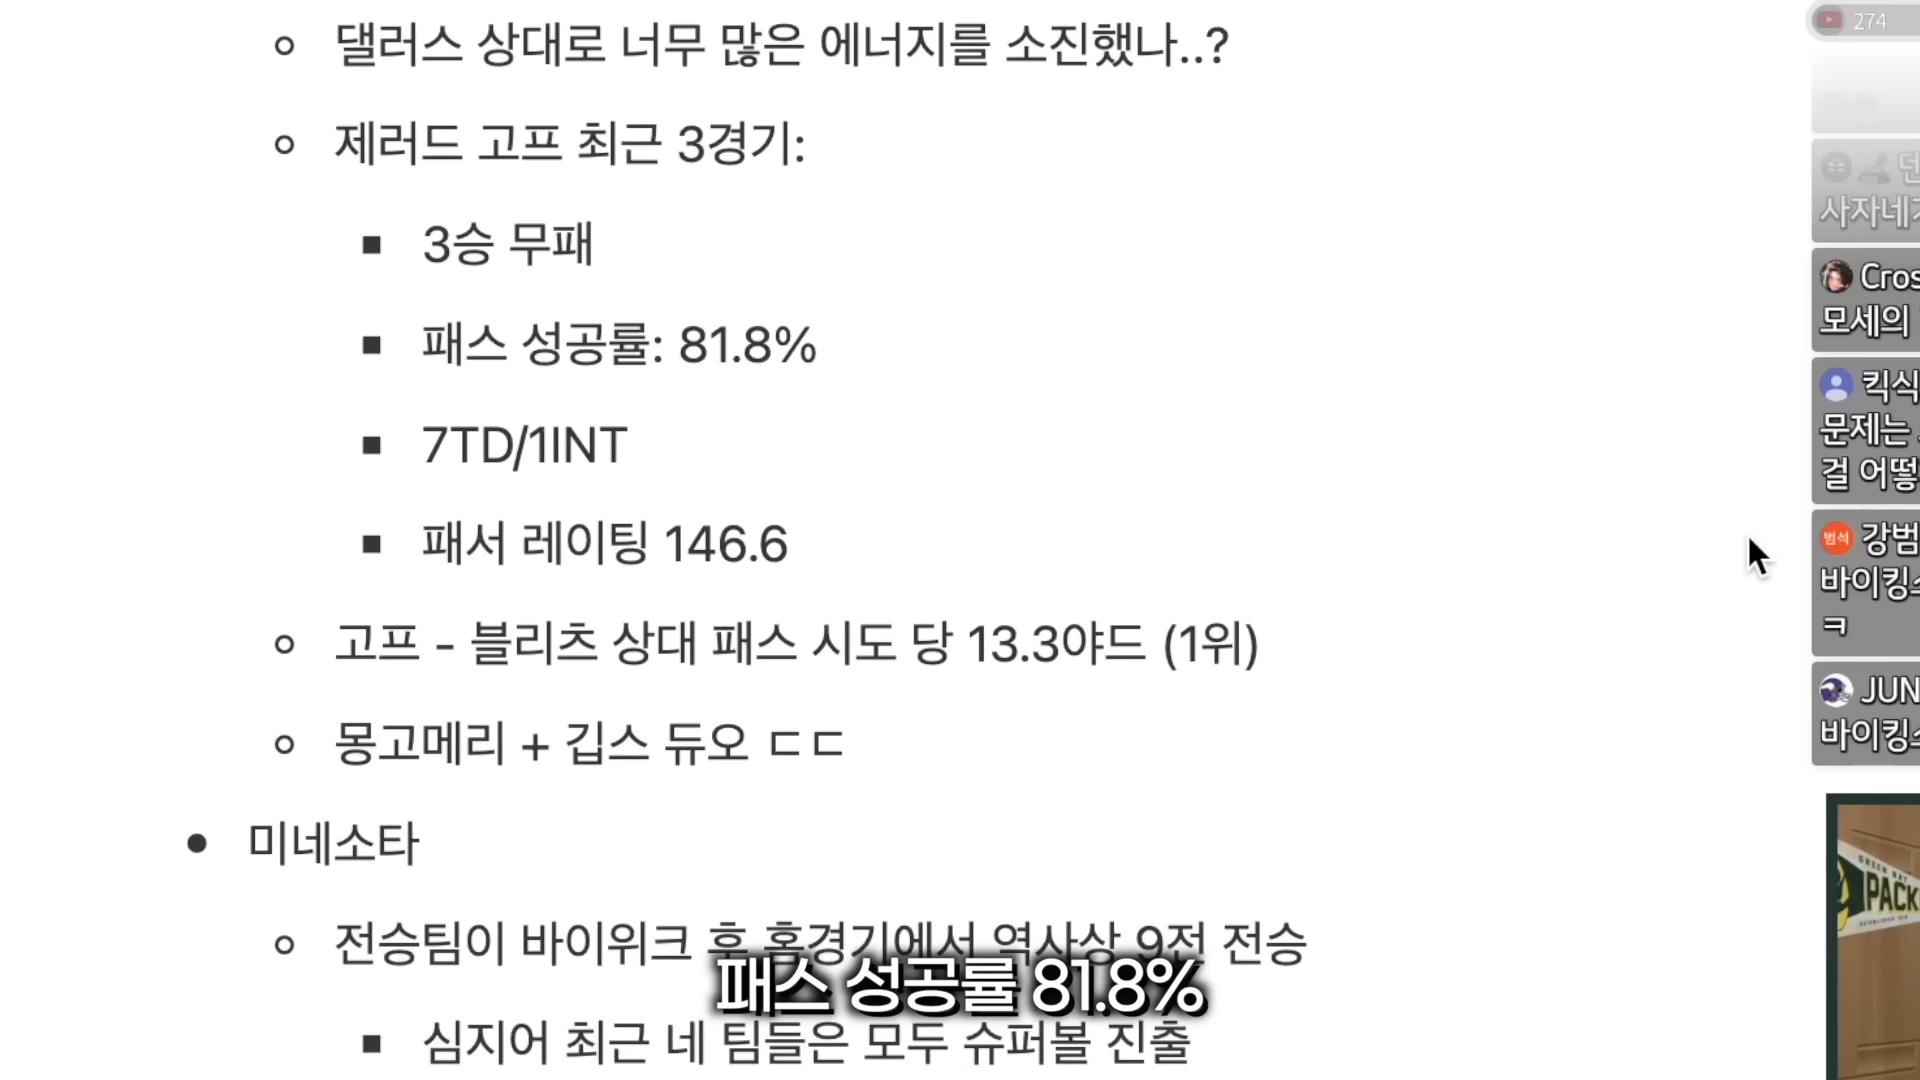 댈러스 상대로 너무 많은 에너지를 소진했나..?
제러드 고프 최근 3경기:
3승 무패
패스 성공률: 81.8%
7TD/1INT
패서 레이팅 146.6
고프 - 블리츠 상대 패스 시도 당 13.3야드 (1위)
몽고메리 + 깁스 듀오 ㄷㄷ
미네소타
전승팀이 바이위크 후 홈경기에서 역사상 9전 전승
패스 성공률 81.8%
심지어 최근 네 팀들은 모두 슈퍼볼 진출
274
사자네
Cros
모세의
킥식
문제는
걸 어떻
범석 강범
바이킹
ㅋ
JUN
바이킹
GREEN BAY
PACK